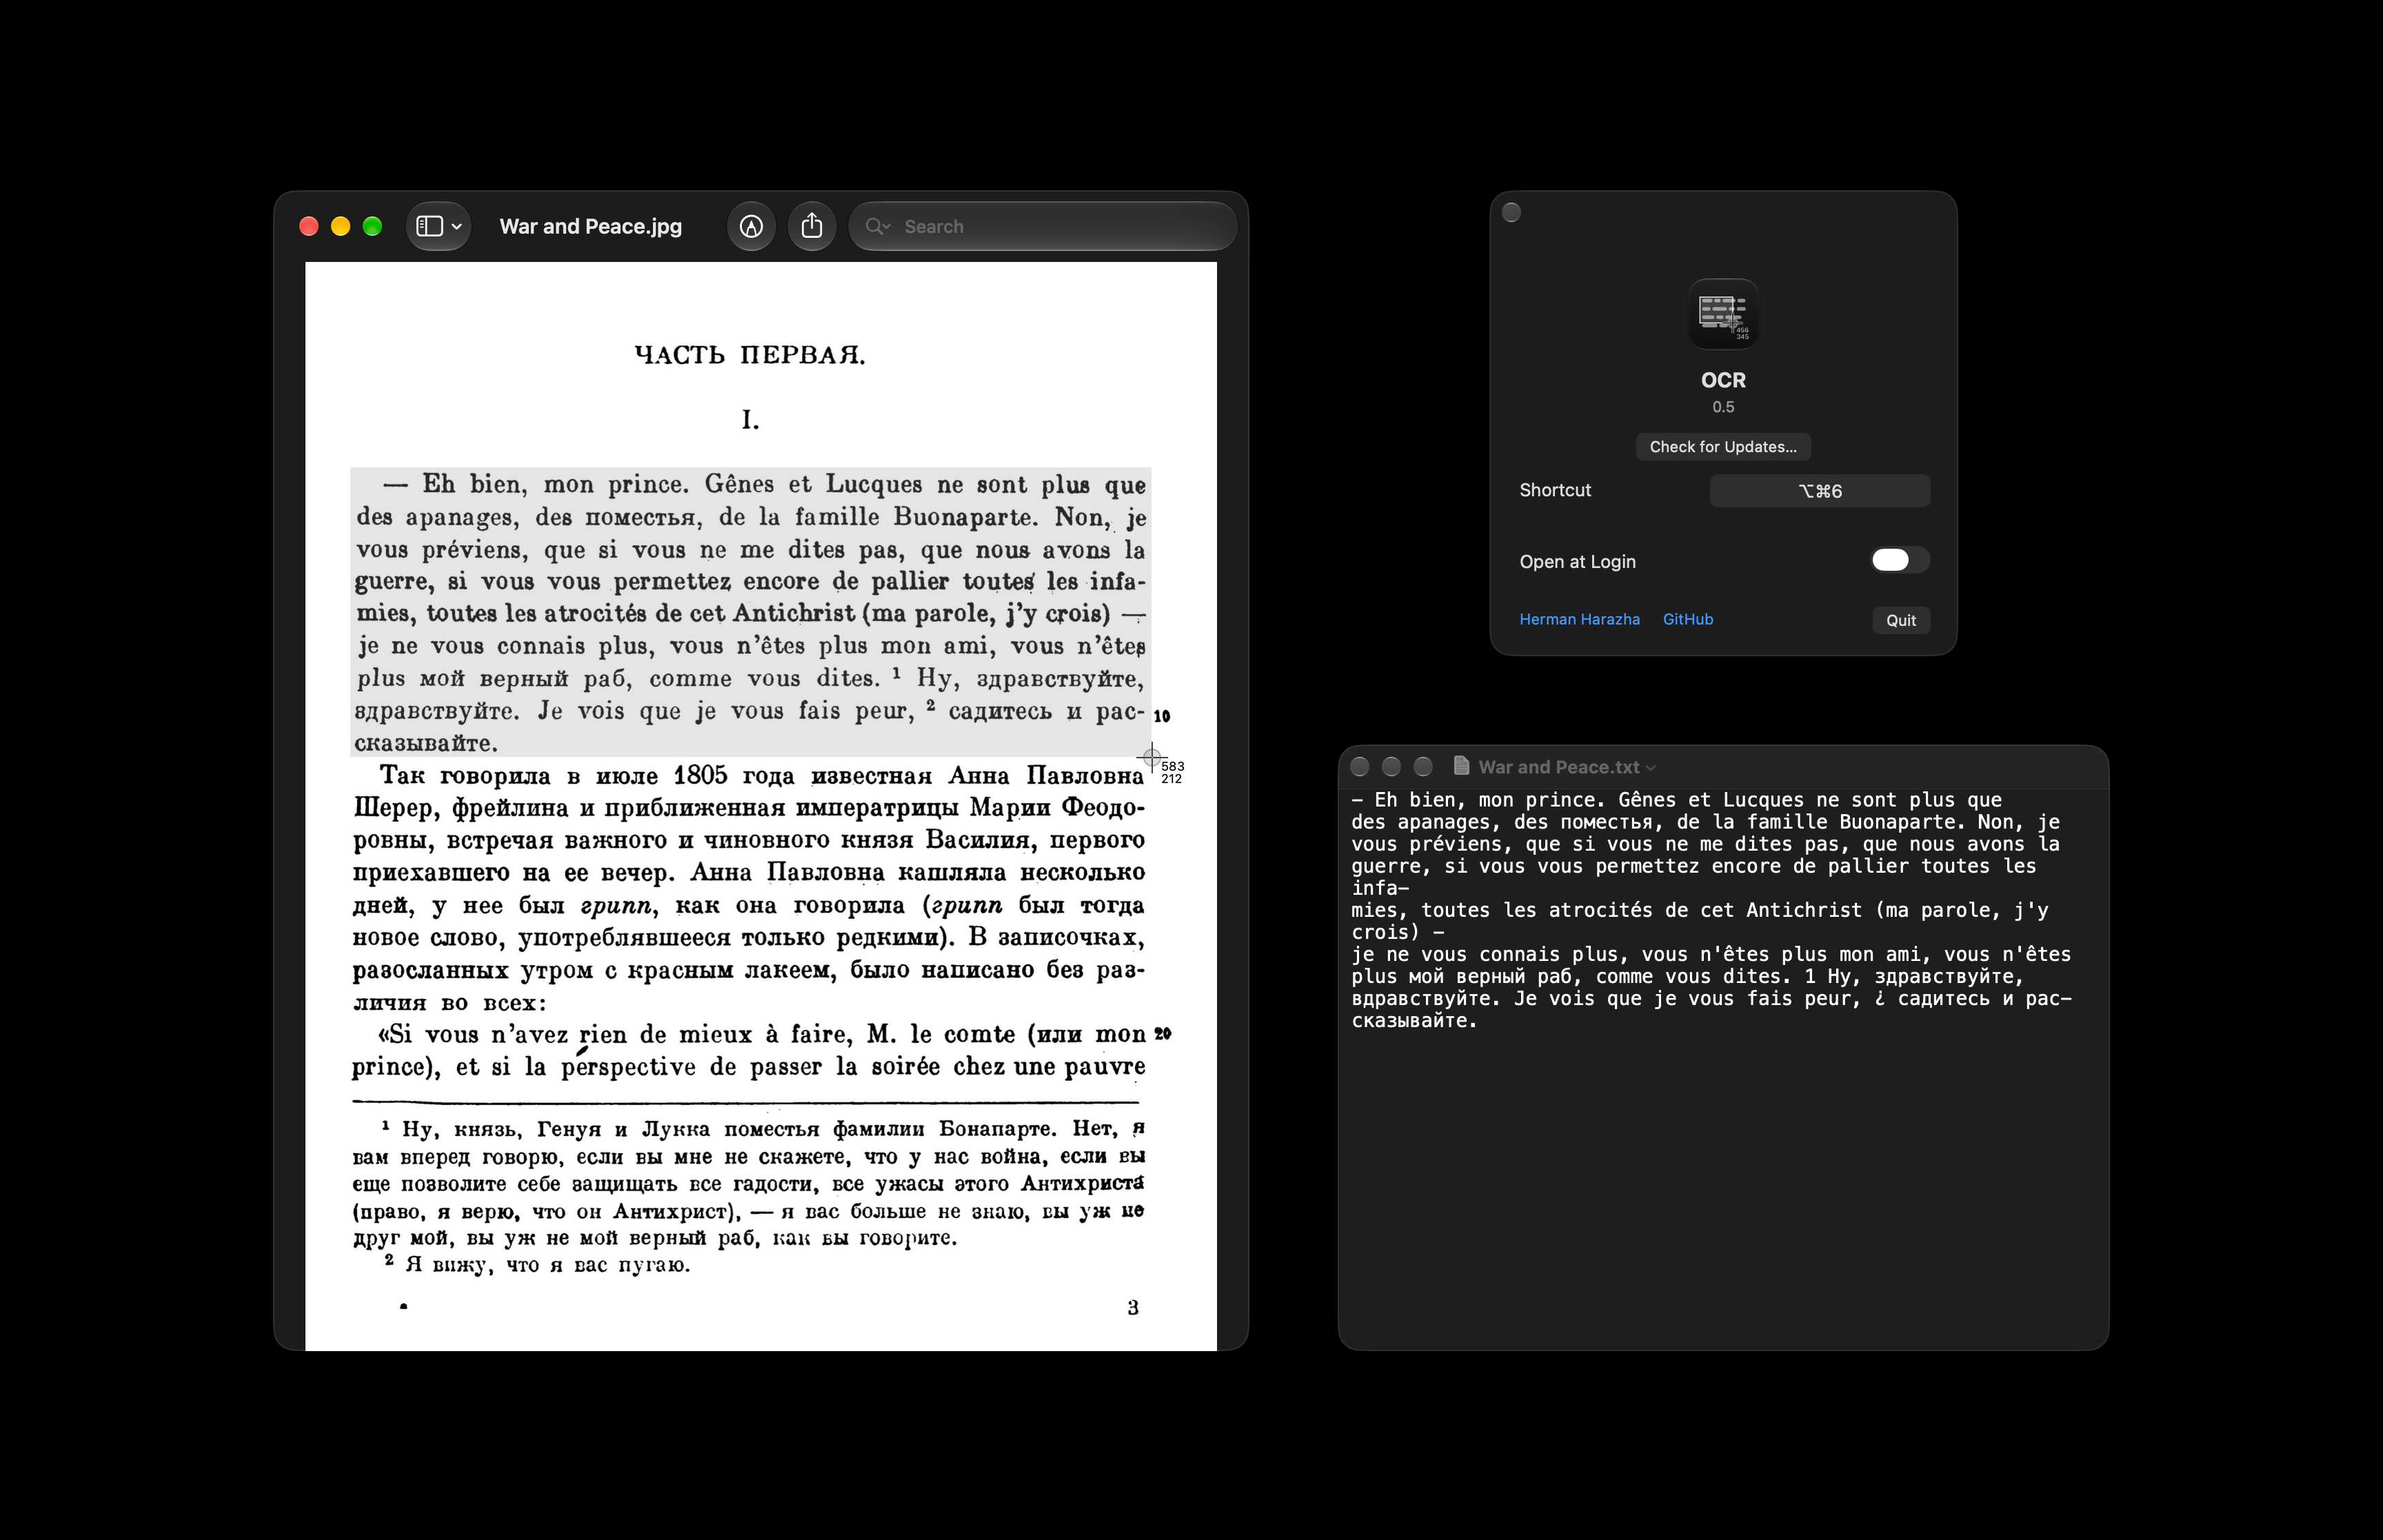 War and Peace.jpg
Search
ЧАСТЬ ПЕРВАЯ.
I.
— Eh bien, mon prince. Gênes et Lucques ne sont plus que
des apanages, des поместья, de la famille Buonaparte. Non, je
vous préviens, que si vous ne me dites pas, que nous avons la
guerre, si vous vous permettez encore de pallier toutes les infa-
mies, toutes les atrocités de cet Antichrist (ma parole, j’y crois) —
je ne vous connais plus, vous n’êtes plus mon ami, vous n’êtes
plus мой верный раб, comme vous dites. ¹ Ну, здравствуйте,
здравствуйте. Je vois que je vous fais peur, ² садитесь и рас- 10
сказывайте.
583
212
Так говорила в июле 1805 года известная Анна Павловна
Шерер, фрейлина и приближенная императрицы Марии Феодо-
ровны, встречая важного и чиновного князя Василия, первого
приехавшего на ее вечер. Анна Павловна кашляла несколько
дней, у нее был грипп, как она говорила (грипп был тогда
новое слово, употреблявшееся только редкими). В записочках,
разосланных утром с красным лакеем, было написано без раз-
личия во всех:
«Si vous n’avez rien de mieux à faire, M. le comte (или mon 20
prince), et si la perspective de passer la soirée chez une pauvre
¹ Ну, князь, Генуя и Лукка поместья фамилии Бонапарте. Нет, я
вам вперед говорю, если вы мне не скажете, что у нас война, если вы
еще позволите себе защищать все гадости, все ужасы этого Антихриста
(право, я верю, что он Антихрист), — я вас больше не знаю, вы уж не
друг мой, вы уж не мой верный раб, как вы говорите.
² Я вижу, что я вас пугаю.
3
456
345
OCR
0.5
Check for Updates...
Shortcut
⌥⌘6
Open at Login
Herman Harazha
GitHub
Quit
War and Peace.txt
– Eh bien, mon prince. Gênes et Lucques ne sont plus que
des apanages, des поместья, de la famille Buonaparte. Non, je
vous préviens, que si vous ne me dites pas, que nous avons la
guerre, si vous vous permettez encore de pallier toutes les
infa-
mies, toutes les atrocités de cet Antichrist (ma parole, j'y
crois) –
je ne vous connais plus, vous n'êtes plus mon ami, vous n'êtes
plus мой верный раб, comme vous dites. 1 Ну, здравствуйте,
вдравствуйте. Je vois que je vous fais peur, ¿ садитесь и рас-
сказывайте.